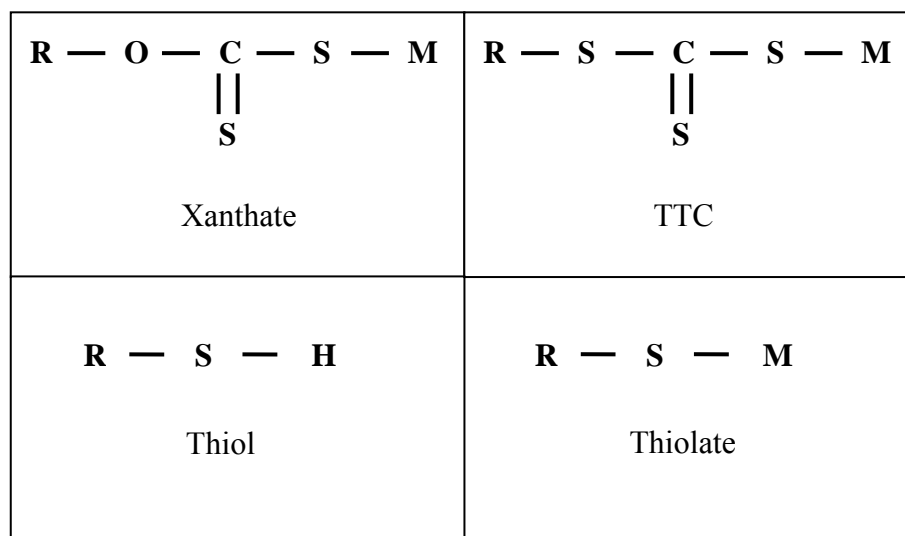 R — O — C — S — M
S
Xanthate
R — S — C — S — M
S
TTC
R — S — H
Thiol
R — S — M
Thiolate